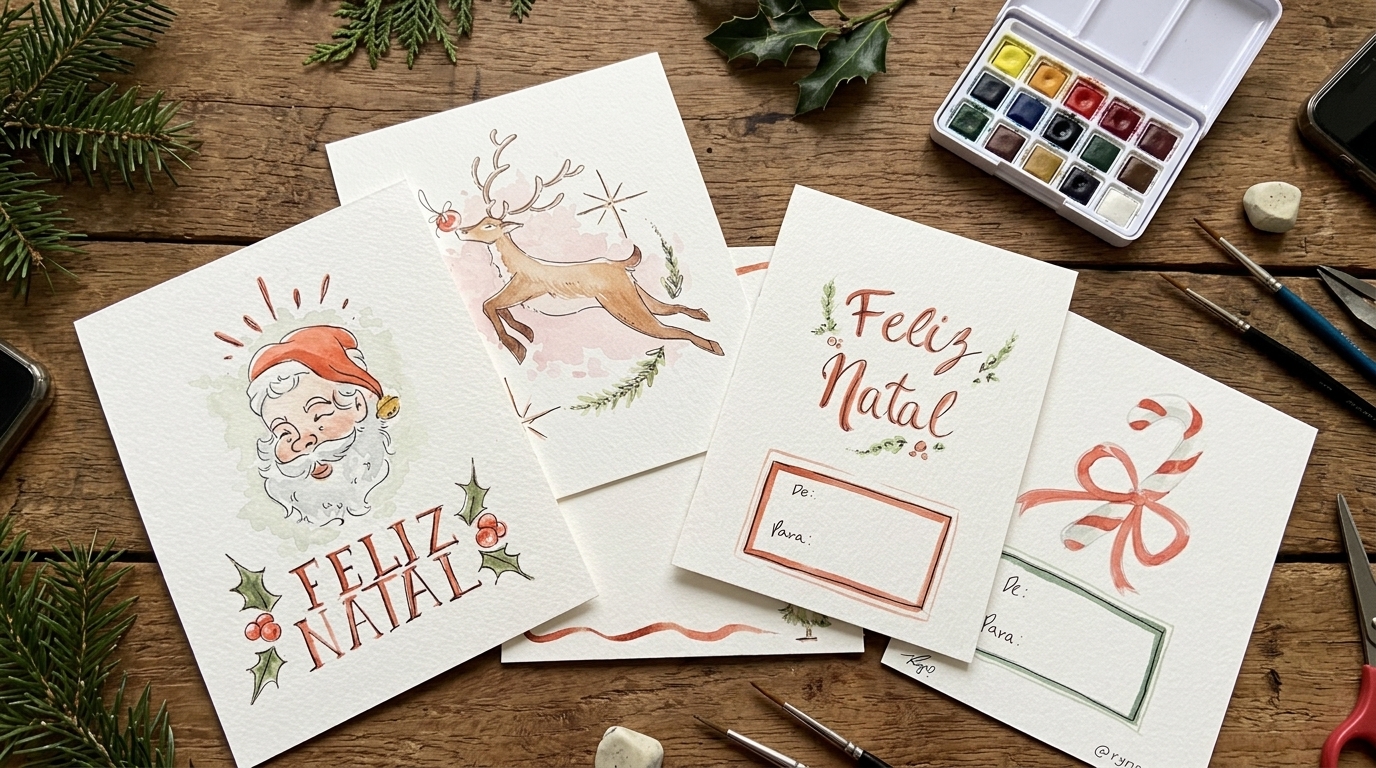 FELIZ
NATAL
Feliz
Natal
De:
Para:
De:
Para: